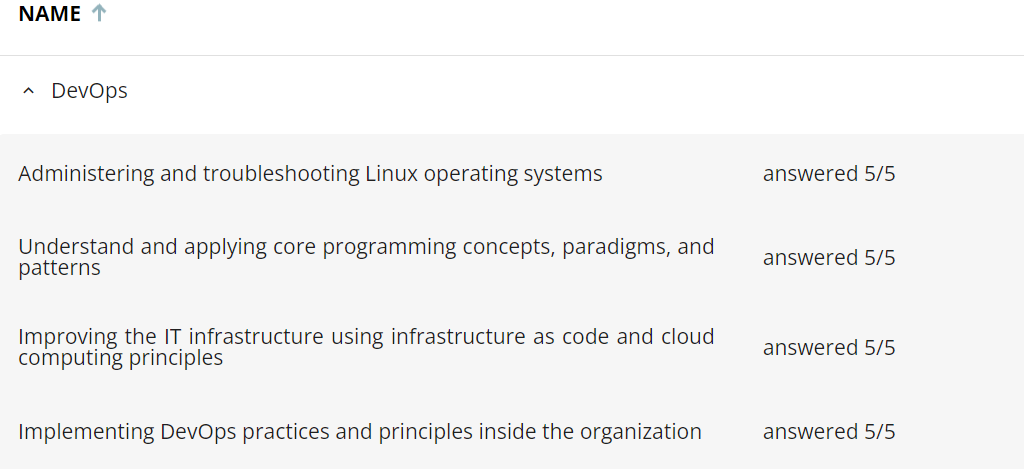 NAME ↑
DevOps
Administering and troubleshooting Linux operating systems answered 5/5
Understand and applying core programming concepts, paradigms, and
patterns
answered 5/5
Improving the IT infrastructure using infrastructure as code and cloud
computing principles
answered 5/5
Implementing DevOps practices and principles inside the organization answered 5/5